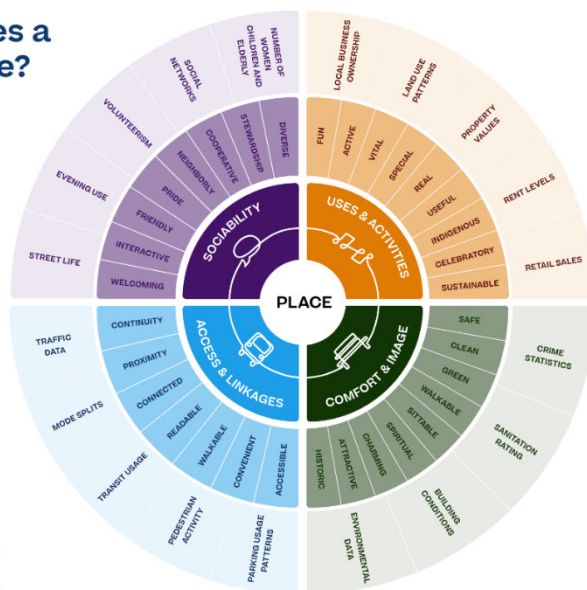 es a
e?
NUMBER OF
WOMEN
CHILDREN AND
ELDERLY
SOCIAL
NETWORKS
VOLUNTEERISM
EVENING USE
STREET LIFE
DIVERSE
STEWARDSHIP
COOPERATIVE
NEIGHBORLY
PRIDE
FRIENDLY
INTERACTIVE
WELCOMING
SOCIABILITY
LOCAL BUSINESS
OWNERSHIP
LAND USE
PATTERNS
PROPERTY
VALUES
RENT LEVELS
RETAIL SALES
FUN
ACTIVE
VITAL
SPECIAL
REAL
USEFUL
INDIGENOUS
CELEBRATORY
SUSTAINABLE
USES & ACTIVITIES
PLACE
ACCESS & LINKAGES
CONTINUITY
PROXIMITY
CONNECTED
READABLE
WALKABLE
CONVENIENT
ACCESSIBLE
TRAFFIC
DATA
MODE SPLITS
TRANSIT USAGE
PEDESTRIAN
ACTIVITY
PARKING USAGE
PATTERNS
COMFORT & IMAGE
SAFE
CLEAN
GREEN
WALKABLE
SITTABLE
SPIRITUAL
CHARMING
ATTRACTIVE
HISTORIC
CRIME
STATISTICS
SANITATION
RATING
BUILDING
CONDITIONS
ENVIRONMENTAL
DATA